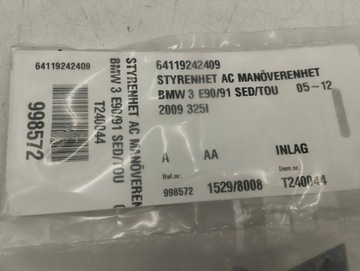 64119242409
STYRENHET AC MANÖVEREN
BMW 3 E90/91 SED/TOU 0
T240044
998572
64119242409
STYRENHET AC MANÖVERENHET
BMW 3 E90/91 SED/TOU 05-12
2009 325I
A AA INLAG
Ref.nr. Dem.nr.
998572 1529/8008 T240044